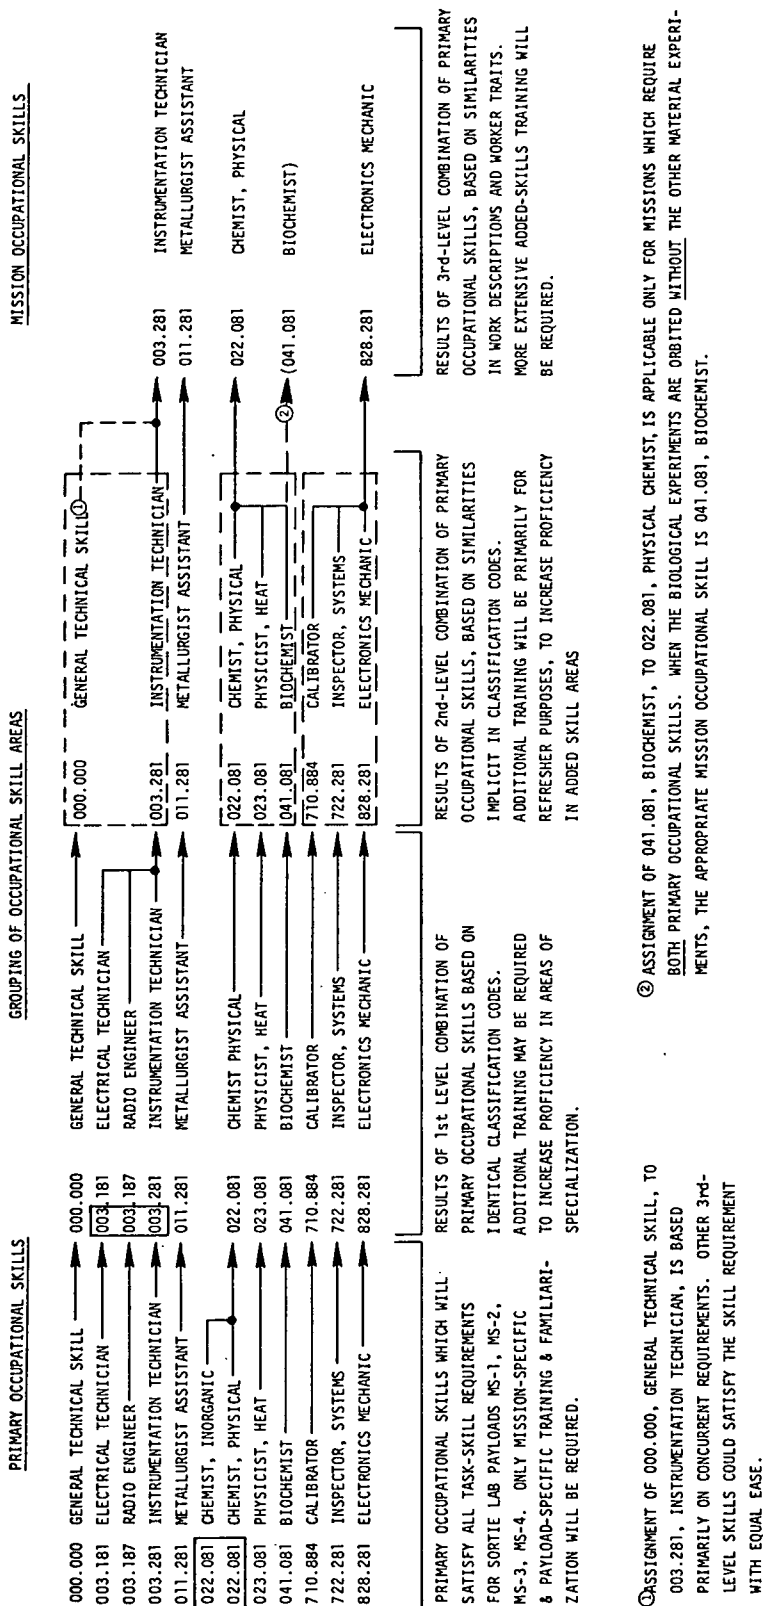 PRIMARY OCCUPATIONAL SKILLS
GROUPING OF OCCUPATIONAL SKILL AREAS
MISSION OCCUPATIONAL SKILLS
000.000 GENERAL TECHNICAL SKILL
003.181 ELECTRICAL TECHNICIAN
003.187 RADIO ENGINEER
003.281 INSTRUMENTATION TECHNICIAN
011.281 METALLURGIST ASSISTANT
022.081 CHEMIST, INORGANIC
022.081 CHEMIST, PHYSICAL
023.081 PHYSICIST, HEAT
041.081 BIOCHEMIST
710.884 CALIBRATOR
722.281 INSPECTOR, SYSTEMS
828.281 ELECTRONICS MECHANIC
PRIMARY OCCUPATIONAL SKILLS WHICH WILL
SATISFY ALL TASK-SKILL REQUIREMENTS
FOR SORTIE LAB PAYLOADS MS-1, MS-2,
MS-3, MS-4. ONLY MISSION-SPECIFIC
& PAYLOAD-SPECIFIC TRAINING & FAMILIARI-
ZATION WILL BE REQUIRED.
000.000 GENERAL TECHNICAL SKILL
003.181 ELECTRICAL TECHNICIAN
003.187 RADIO ENGINEER
003.281 INSTRUMENTATION TECHNICIAN
011.281 METALLURGIST ASSISTANT
022.081 CHEMIST PHYSICAL
023.081 PHYSICIST, HEAT
041.081 BIOCHEMIST
710.884 CALIBRATOR
722.281 INSPECTOR, SYSTEMS
828.281 ELECTRONICS MECHANIC
RESULTS OF 1st LEVEL COMBINATION OF
PRIMARY OCCUPATIONAL SKILLS BASED ON
IDENTICAL CLASSIFICATION CODES.
ADDITIONAL TRAINING MAY BE REQUIRED
TO INCREASE PROFICIENCY IN AREAS OF
SPECIALIZATION.
000.000 GENERAL TECHNICAL SKILL ①
003.281 INSTRUMENTATION TECHNICIAN
011.281 METALLURGIST ASSISTANT
022.081 CHEMIST, PHYSICAL
023.081 PHYSICIST, HEAT
041.081 BIOCHEMIST
710.884 CALIBRATOR
722.281 INSPECTOR, SYSTEMS
828.281 ELECTRONICS MECHANIC
RESULTS OF 2nd-LEVEL COMBINATION OF PRIMARY
OCCUPATIONAL SKILLS, BASED ON SIMILARITIES
IMPLICIT IN CLASSIFICATION CODES.
ADDITIONAL TRAINING WILL BE PRIMARILY FOR
REFRESHER PURPOSES, TO INCREASE PROFICIENCY
IN ADDED SKILL AREAS
003.281 INSTRUMENTATION TECHNICIAN
011.281 METALLURGIST ASSISTANT
022.081 CHEMIST, PHYSICAL
② (041.081 BIOCHEMIST)
828.281 ELECTRONICS MECHANIC
RESULTS OF 3rd-LEVEL COMBINATION OF PRIMARY
OCCUPATIONAL SKILLS, BASED ON SIMILARITIES
IN WORK DESCRIPTIONS AND WORKER TRAITS.
MORE EXTENSIVE ADDED-SKILLS TRAINING WILL
BE REQUIRED.
① ASSIGNMENT OF 000.000, GENERAL TECHNICAL SKILL, TO
003.281, INSTRUMENTATION TECHNICIAN, IS BASED
PRIMARILY ON CONCURRENT REQUIREMENTS. OTHER 3rd-
LEVEL SKILLS COULD SATISFY THE SKILL REQUIREMENT
WITH EQUAL EASE.
② ASSIGNMENT OF 041.081, BIOCHEMIST, TO 022.081, PHYSICAL CHEMIST, IS APPLICABLE ONLY FOR MISSIONS WHICH REQUIRE
BOTH PRIMARY OCCUPATIONAL SKILLS. WHEN THE BIOLOGICAL EXPERIMENTS ARE ORBITED WITHOUT THE OTHER MATERIAL EXPERI-
MENTS, THE APPROPRIATE MISSION OCCUPATIONAL SKILL IS 041.081, BIOCHEMIST.